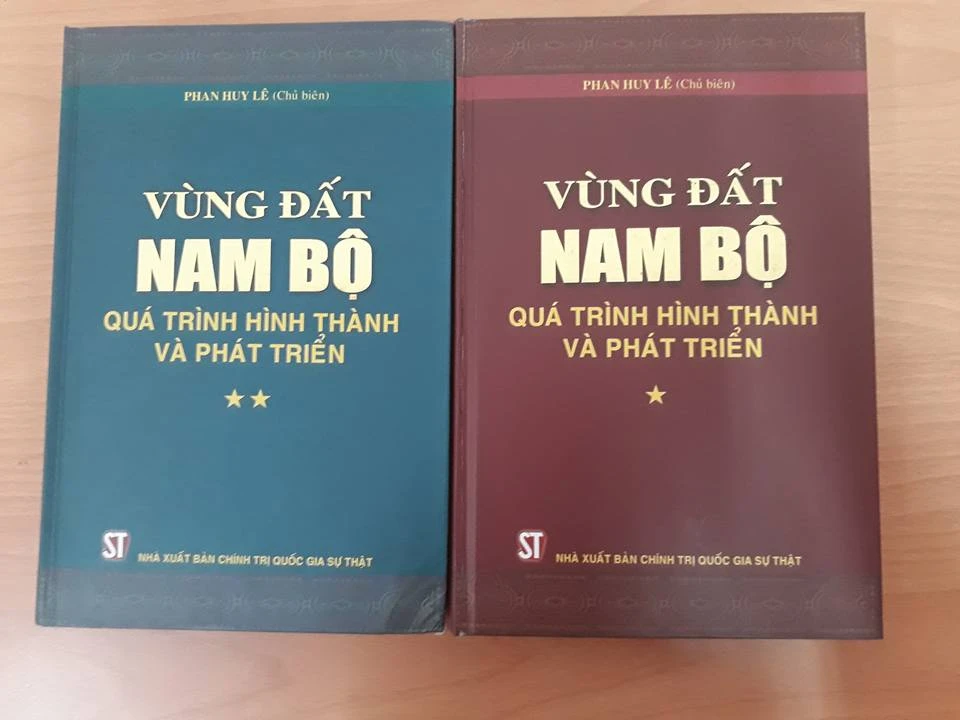 PHAN HUY LÊ (Chủ biên)
VÙNG ĐẤT
NAM BỘ
QUÁ TRÌNH HÌNH THÀNH
VÀ PHÁT TRIỂN
★★
ST
NHÀ XUẤT BẢN CHÍNH TRỊ QUỐC GIA SỰ THẬT
PHAN HUY LÊ (Chủ biên)
VÙNG ĐẤT
NAM BỘ
QUÁ TRÌNH HÌNH THÀNH
VÀ PHÁT TRIỂN
★
ST
NHÀ XUẤT BẢN CHÍNH TRỊ QUỐC GIA SỰ THẬT